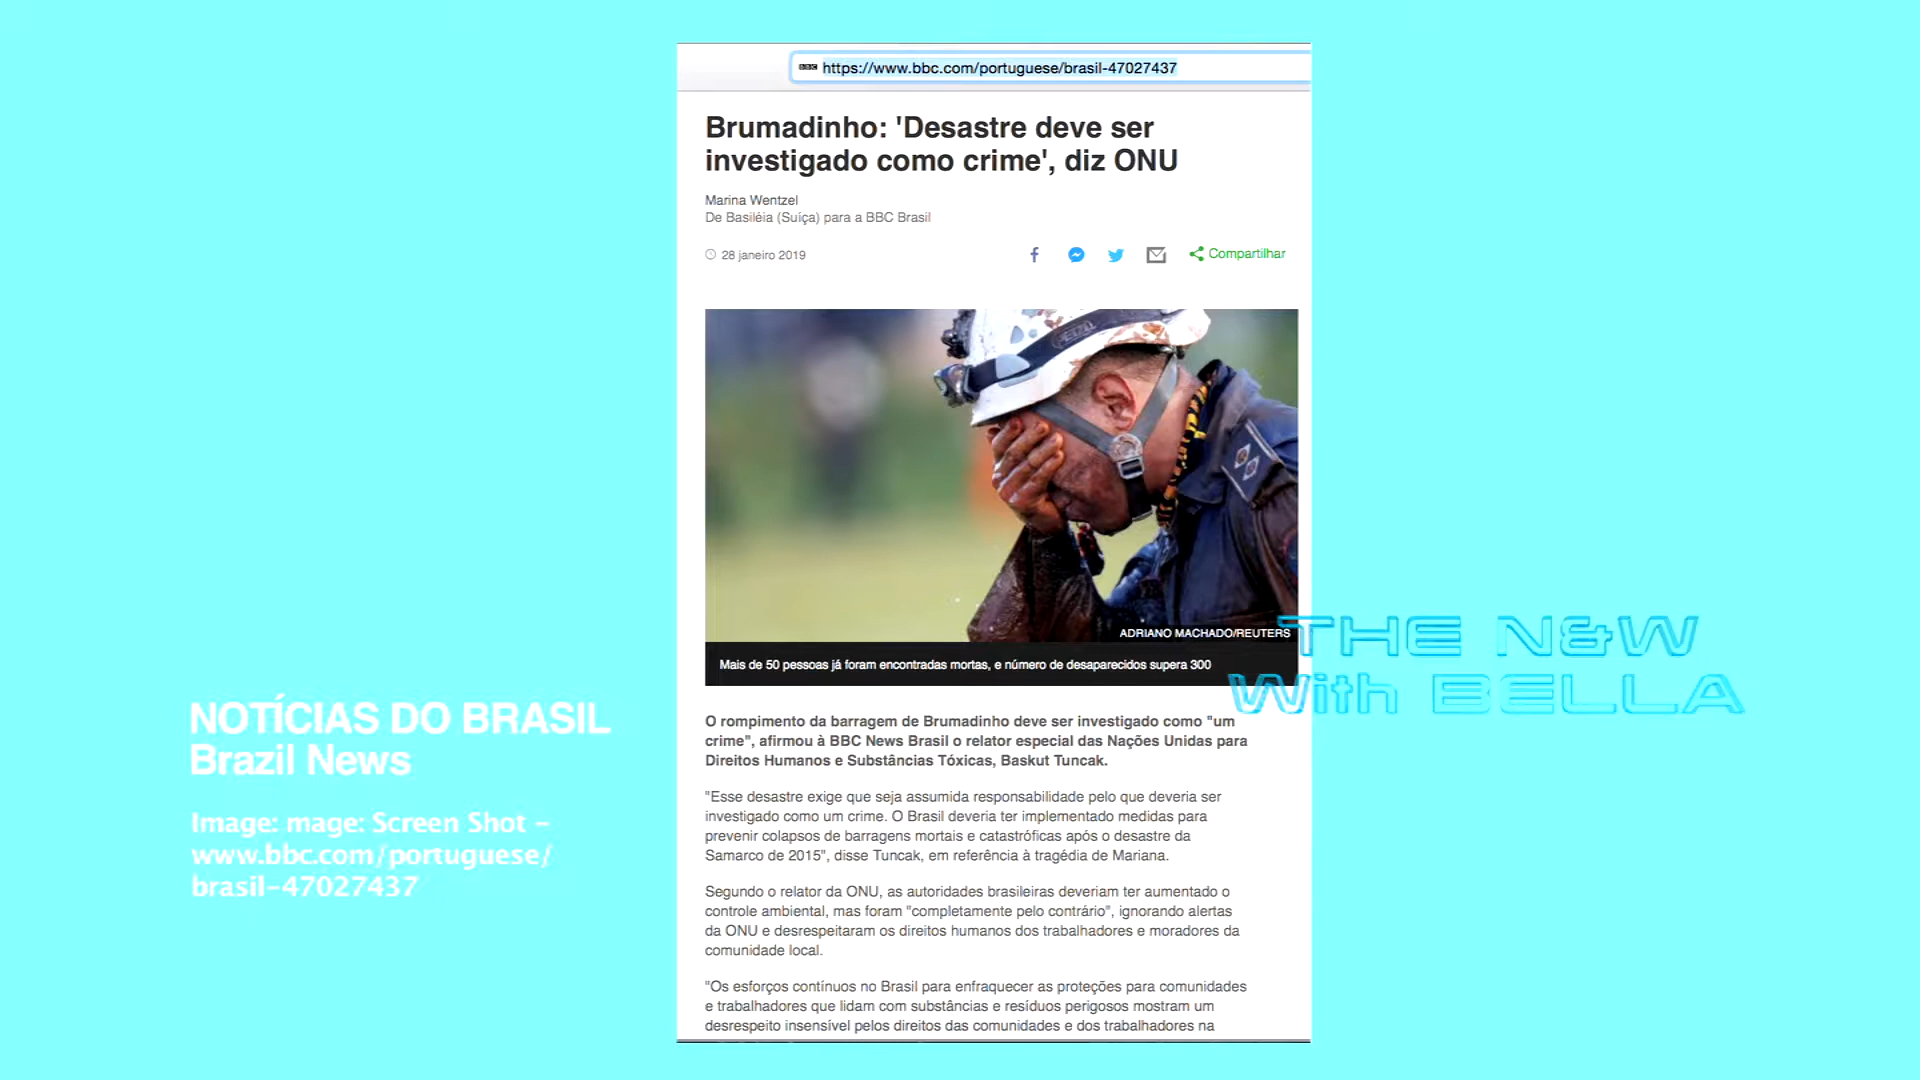 BBC https://www.bbc.com/portuguese/brasil-47027437
Brumadinho: 'Desastre deve ser
investigado como crime', diz ONU
Marina Wentzel
De Basiléia (Suíça) para a BBC Brasil
28 janeiro 2019
Compartilhar
PETZL
ADRIANO MACHADO/REUTERS
Mais de 50 pessoas já foram encontradas mortas, e número de desaparecidos supera 300
O rompimento da barragem de Brumadinho deve ser investigado como "um
crime", afirmou à BBC News Brasil o relator especial das Nações Unidas para
Direitos Humanos e Substâncias Tóxicas, Baskut Tuncak.
"Esse desastre exige que seja assumida responsabilidade pelo que deveria ser
investigado como um crime. O Brasil deveria ter implementado medidas para
prevenir colapsos de barragens mortais e catastróficas após o desastre da
Samarco de 2015", disse Tuncak, em referência à tragédia de Mariana.
Segundo o relator da ONU, as autoridades brasileiras deveriam ter aumentado o
controle ambiental, mas foram "completamente pelo contrário", ignorando alertas
da ONU e desrespeitaram os direitos humanos dos trabalhadores e moradores da
comunidade local.
"Os esforços contínuos no Brasil para enfraquecer as proteções para comunidades
e trabalhadores que lidam com substâncias e resíduos perigosos mostram um
desrespeito insensível pelos direitos das comunidades e dos trabalhadores na
NOTÍCIAS DO BRASIL
Brazil News
Image: mage: Screen Shot -
www.bbc.com/portuguese/
brasil-47027437
THE N&W
With BELLA